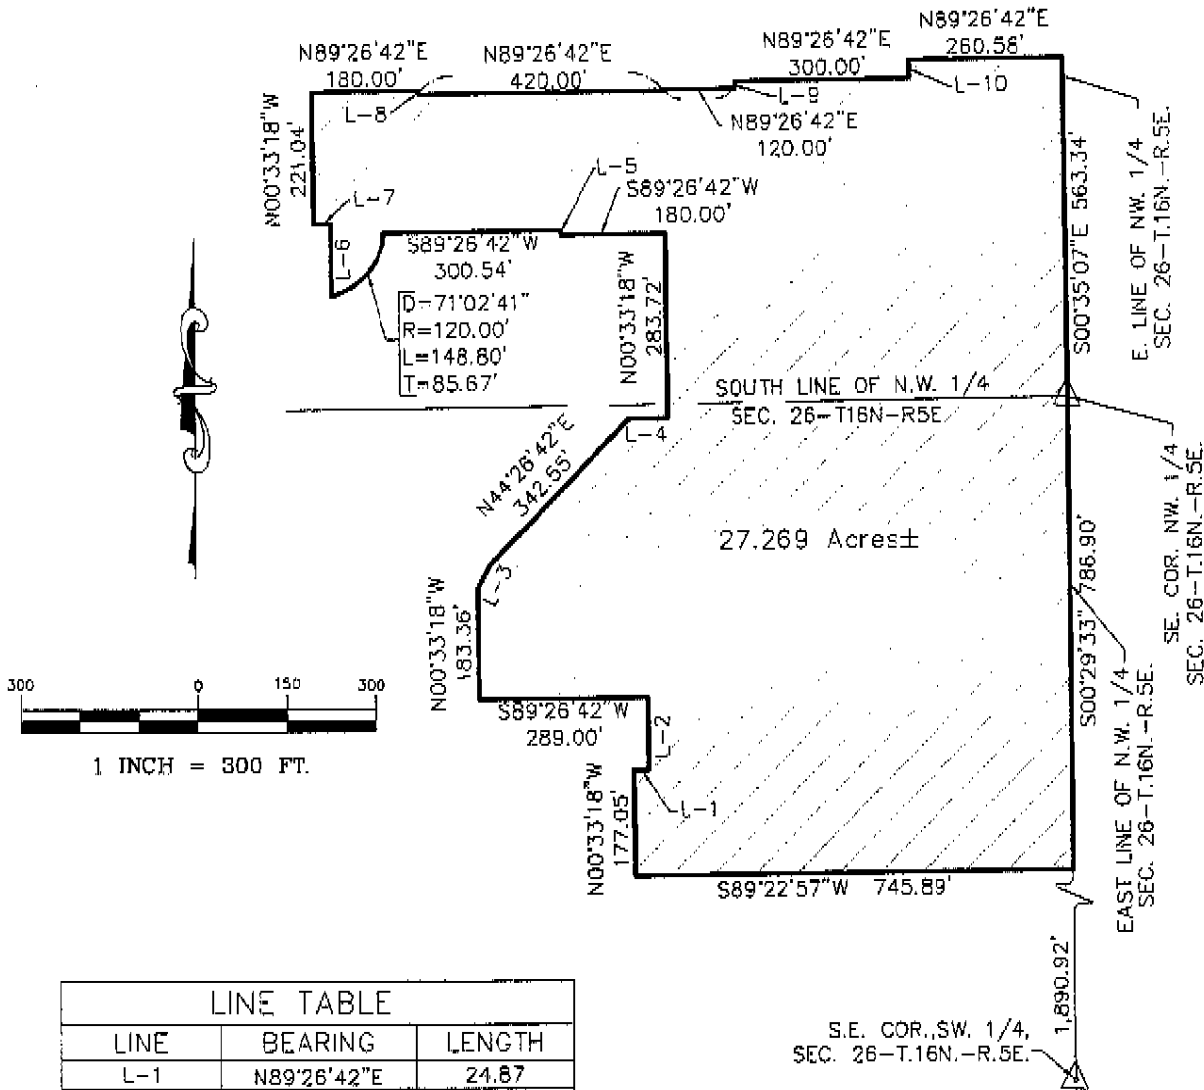 N89°26'42"E
260.58'
N89°26'42"E
180.00'
N89°26'42"E
420.00'
N89°26'42"E
300.00'
L-8
L-9
L-10
N89°26'42"E
120.00'
N00°33'18"W
221.04'
L-7
L-5
S89°26'42"W
180.00'
L-6
S89°26'42"W
300.54'
D=71°02'41"
R=120.00'
L=148.80'
T=85.67'
N00°33'18"W
283.72'
S00°35'07"E 563.34'
E. LINE OF NW. 1/4
SEC. 26-T.16N.-R.5E.
SOUTH LINE OF N.W. 1/4
SEC. 26-T16N-R5E
L-4
N44°26'42"E
342.55'
SE. COR. NW. 1/4
SEC. 26-T.16N.-R.5E.
27.269 Acres±
L-3
N00°33'18"W
183.36'
S00°29'33" 786.90'
EAST LINE OF N.W. 1/4
SEC. 26-T.16N.-R.5E.
S89°26'42"W
289.00'
L-2
L-1
N00°33'18"W
177.05'
S89°22'57"W 745.89'
300 0 150 300
1 INCH = 300 FT.
1,890.92'
S.E. COR.,SW. 1/4,
SEC. 26-T.16N.-R.5E.
LINE TABLE
LINE BEARING LENGTH
L-1 N89°26'42"E 24.87